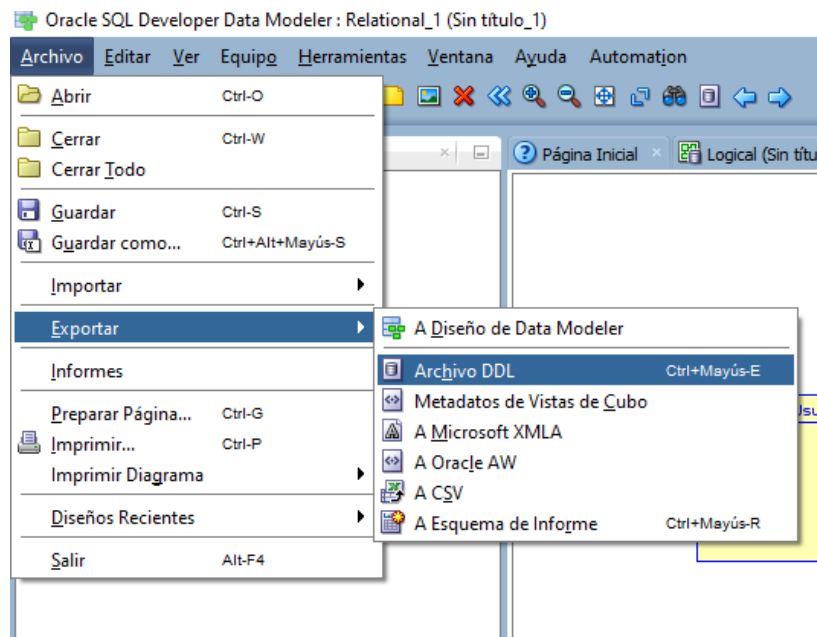 Oracle SQL Developer Data Modeler : Relational_1 (Sin título_1)
Archivo Editar Ver Equipo Herramientas Ventana Ayuda Automation
Abrir Ctrl-O
Cerrar Ctrl-W
Cerrar Todo
Página Inicial Logical (Sin títu
Guardar Ctrl-S
Guardar como... Ctrl+Alt+Mayús-S
Importar
Exportar
A Diseño de Data Modeler
Archivo DDL Ctrl+Mayús-E
Metadatos de Vistas de Cubo
A Microsoft XMLA
A Oracle AW
A CSV
A Esquema de Informe Ctrl+Mayús-R
Informes
Preparar Página... Ctrl-G
Imprimir... Ctrl-P
Imprimir Diagrama
Diseños Recientes
Salir Alt-F4